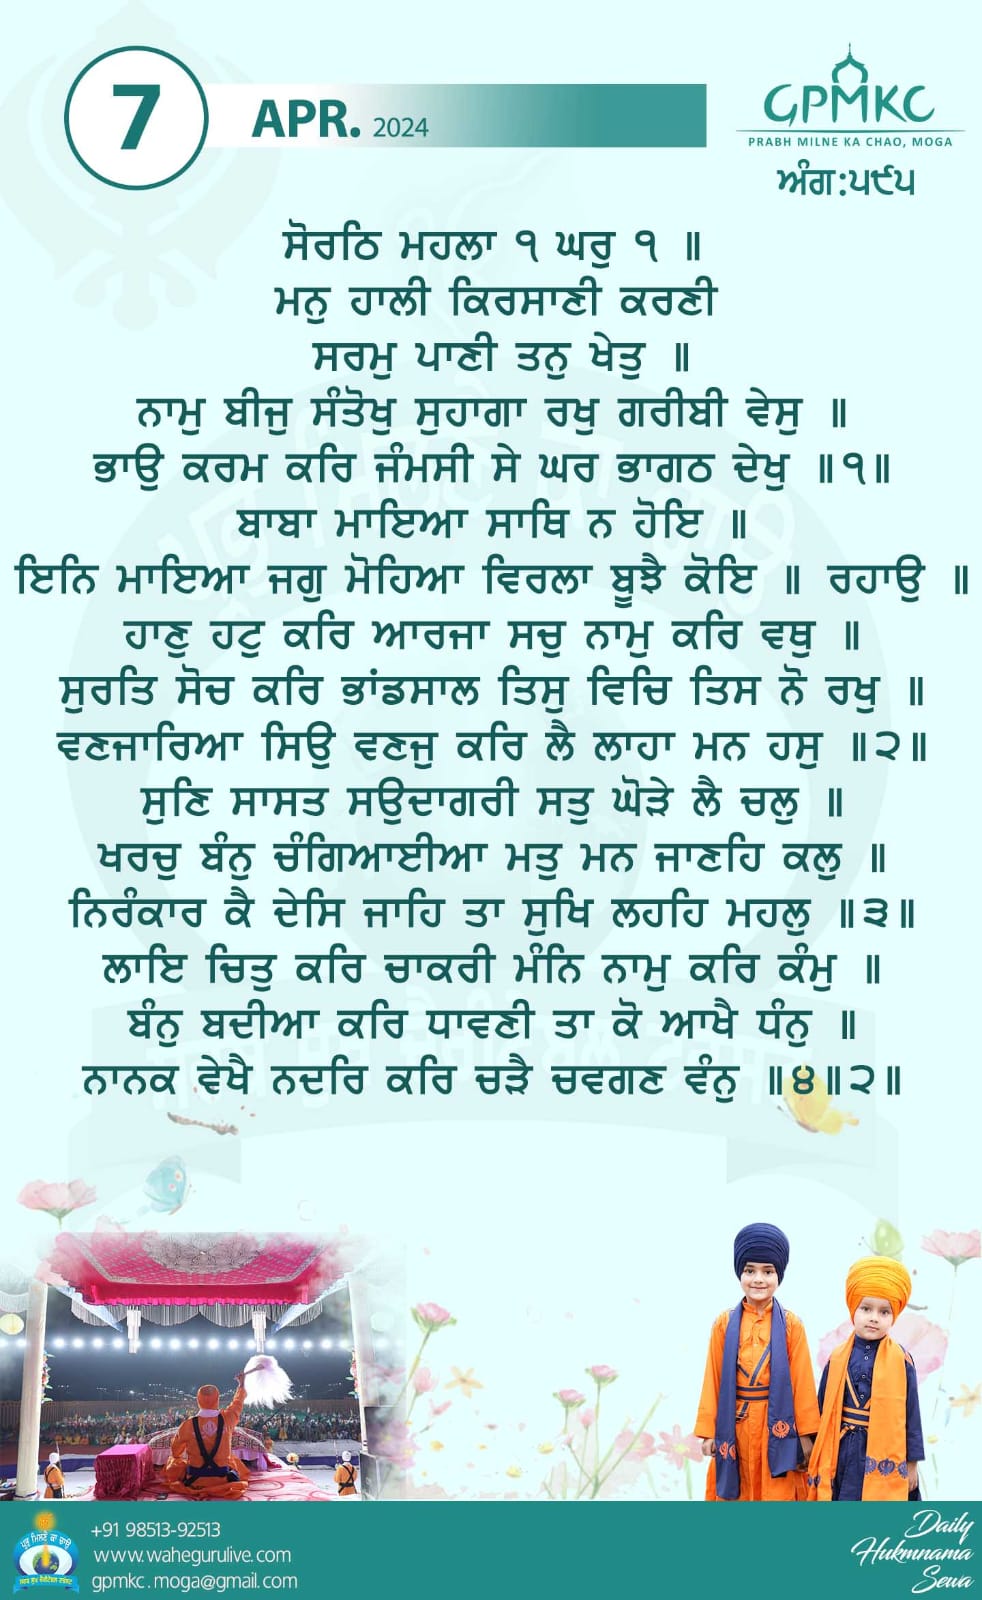 7
APR. 2024
GPMKC
PRABH MILNE KA CHAO, MOGA
ਅੰਗ:੫੯੫
ਸੋਰਠਿ ਮਹਲਾ ੧ ਘਰੁ ੧ ॥
ਮਨੁ ਹਾਲੀ ਕਿਰਸਾਣੀ ਕਰਣੀ
ਸਰਮੁ ਪਾਣੀ ਤਨੁ ਖੇਤੁ ॥
ਨਾਮੁ ਬੀਜੁ ਸੰਤੋਖੁ ਸੁਹਾਗਾ ਰਖੁ ਗਰੀਬੀ ਵੇਸੁ ॥
ਭਾਉ ਕਰਮ ਕਰਿ ਜੰਮਸੀ ਸੇ ਘਰ ਭਾਗਠ ਦੇਖੁ ॥੧॥
ਬਾਬਾ ਮਾਇਆ ਸਾਥਿ ਨ ਹੋਇ ॥
ਇਨਿ ਮਾਇਆ ਜਗੁ ਮੋਹਿਆ ਵਿਰਲਾ ਬੂਝੈ ਕੋਇ ॥ ਰਹਾਉ ॥
ਹਾਣੁ ਹਟੁ ਕਰਿ ਆਰਜਾ ਸਚੁ ਨਾਮੁ ਕਰਿ ਵਥੁ ॥
ਸੁਰਤਿ ਸੋਚ ਕਰਿ ਭਾਂਡਸਾਲ ਤਿਸੁ ਵਿਚਿ ਤਿਸ ਨੋ ਰਖੁ ॥
ਵਣਜਾਰਿਆ ਸਿਉ ਵਣਜੁ ਕਰਿ ਲੈ ਲਾਹਾ ਮਨ ਹਸੁ ॥੨॥
ਸੁਣਿ ਸਾਸਤ ਸਉਦਾਗਰੀ ਸਤੁ ਘੋੜੇ ਲੈ ਚਲੁ ॥
ਖਰਚੁ ਬੰਨੁ ਚੰਗਿਆਈਆ ਮਤੁ ਮਨ ਜਾਣਹਿ ਕਲੁ ॥
ਨਿਰੰਕਾਰ ਕੈ ਦੇਸਿ ਜਾਹਿ ਤਾ ਸੁਖਿ ਲਹਹਿ ਮਹਲੁ ॥੩॥
ਲਾਇ ਚਿਤੁ ਕਰਿ ਚਾਕਰੀ ਮੰਨਿ ਨਾਮੁ ਕਰਿ ਕੰਮੁ ॥
ਬੰਨੁ ਬਦੀਆ ਕਰਿ ਧਾਵਣੀ ਤਾ ਕੋ ਆਖੈ ਧੰਨੁ ॥
ਨਾਨਕ ਵੇਖੈ ਨਦਰਿ ਕਰਿ ਚੜੈ ਚਵਗਣ ਵੰਨੁ ॥੪॥੨॥
+91 98513-92513
www.wahegurulive.com
gpmkc.moga@gmail.com
Daily
Hukmnama
Sewa